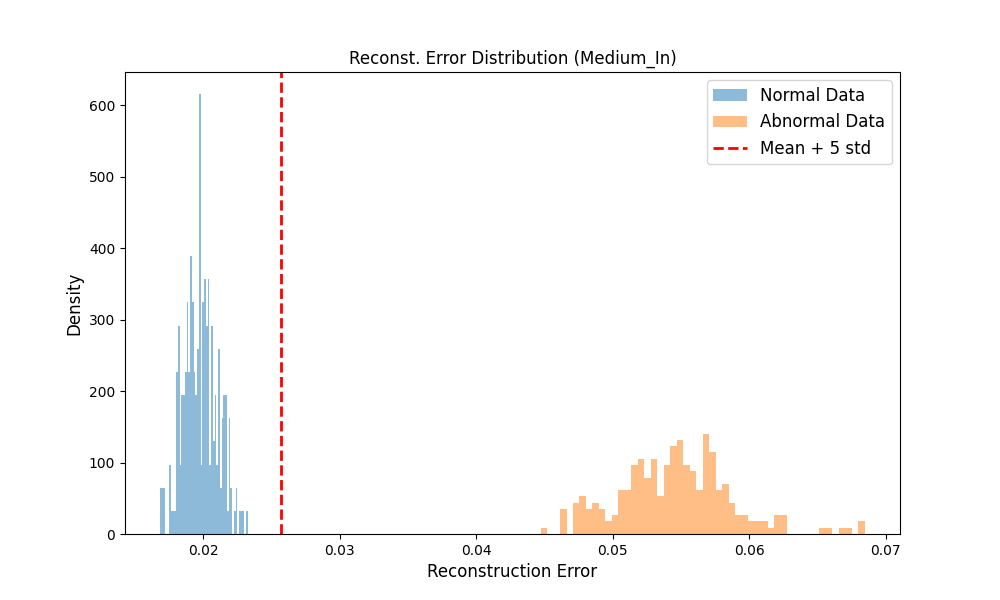 Reconst. Error Distribution (Medium_In)
Normal Data
Abnormal Data
Mean + 5 std
Density
600
500
400
300
200
100
0
0.02
0.03
0.04
0.05
0.06
0.07
Reconstruction Error